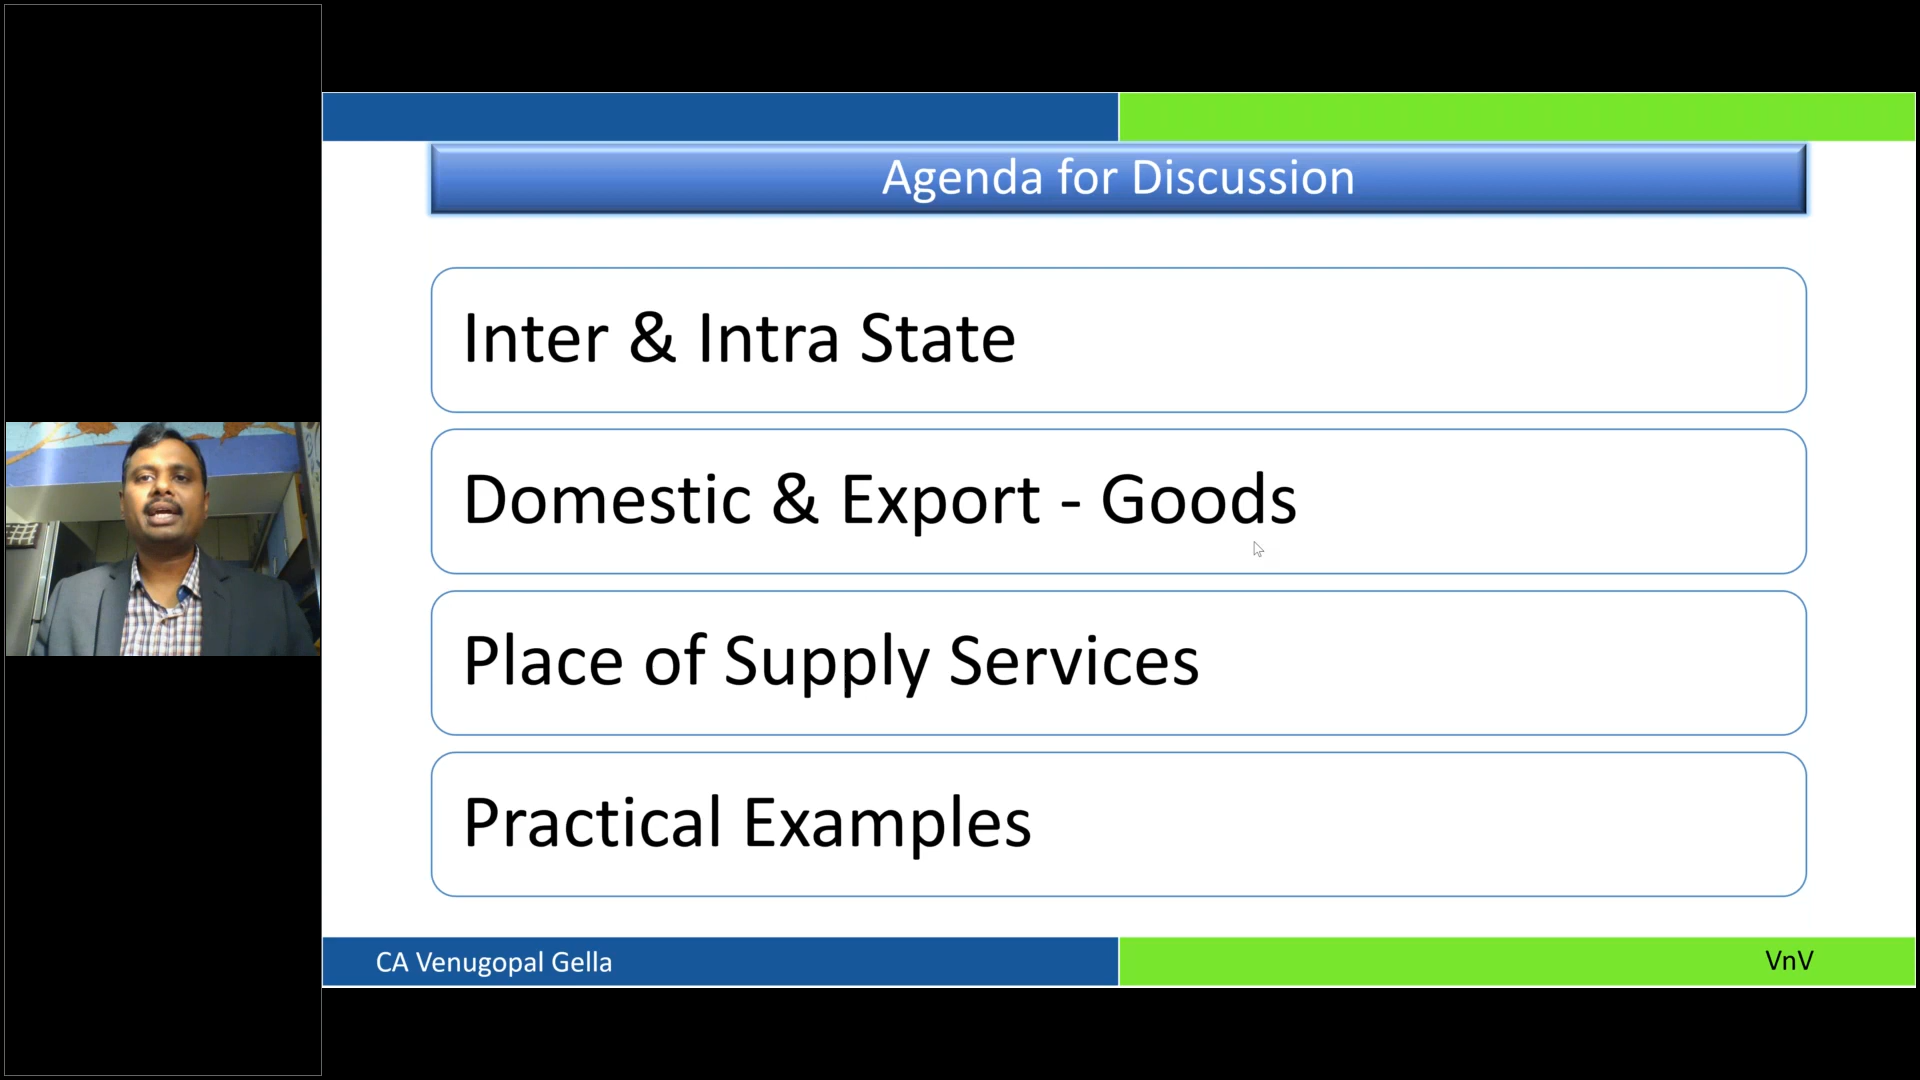 Agenda for Discussion
Inter & Intra State
Domestic & Export - Goods
Place of Supply Services
Practical Examples
CA Venugopal Gella
VnV